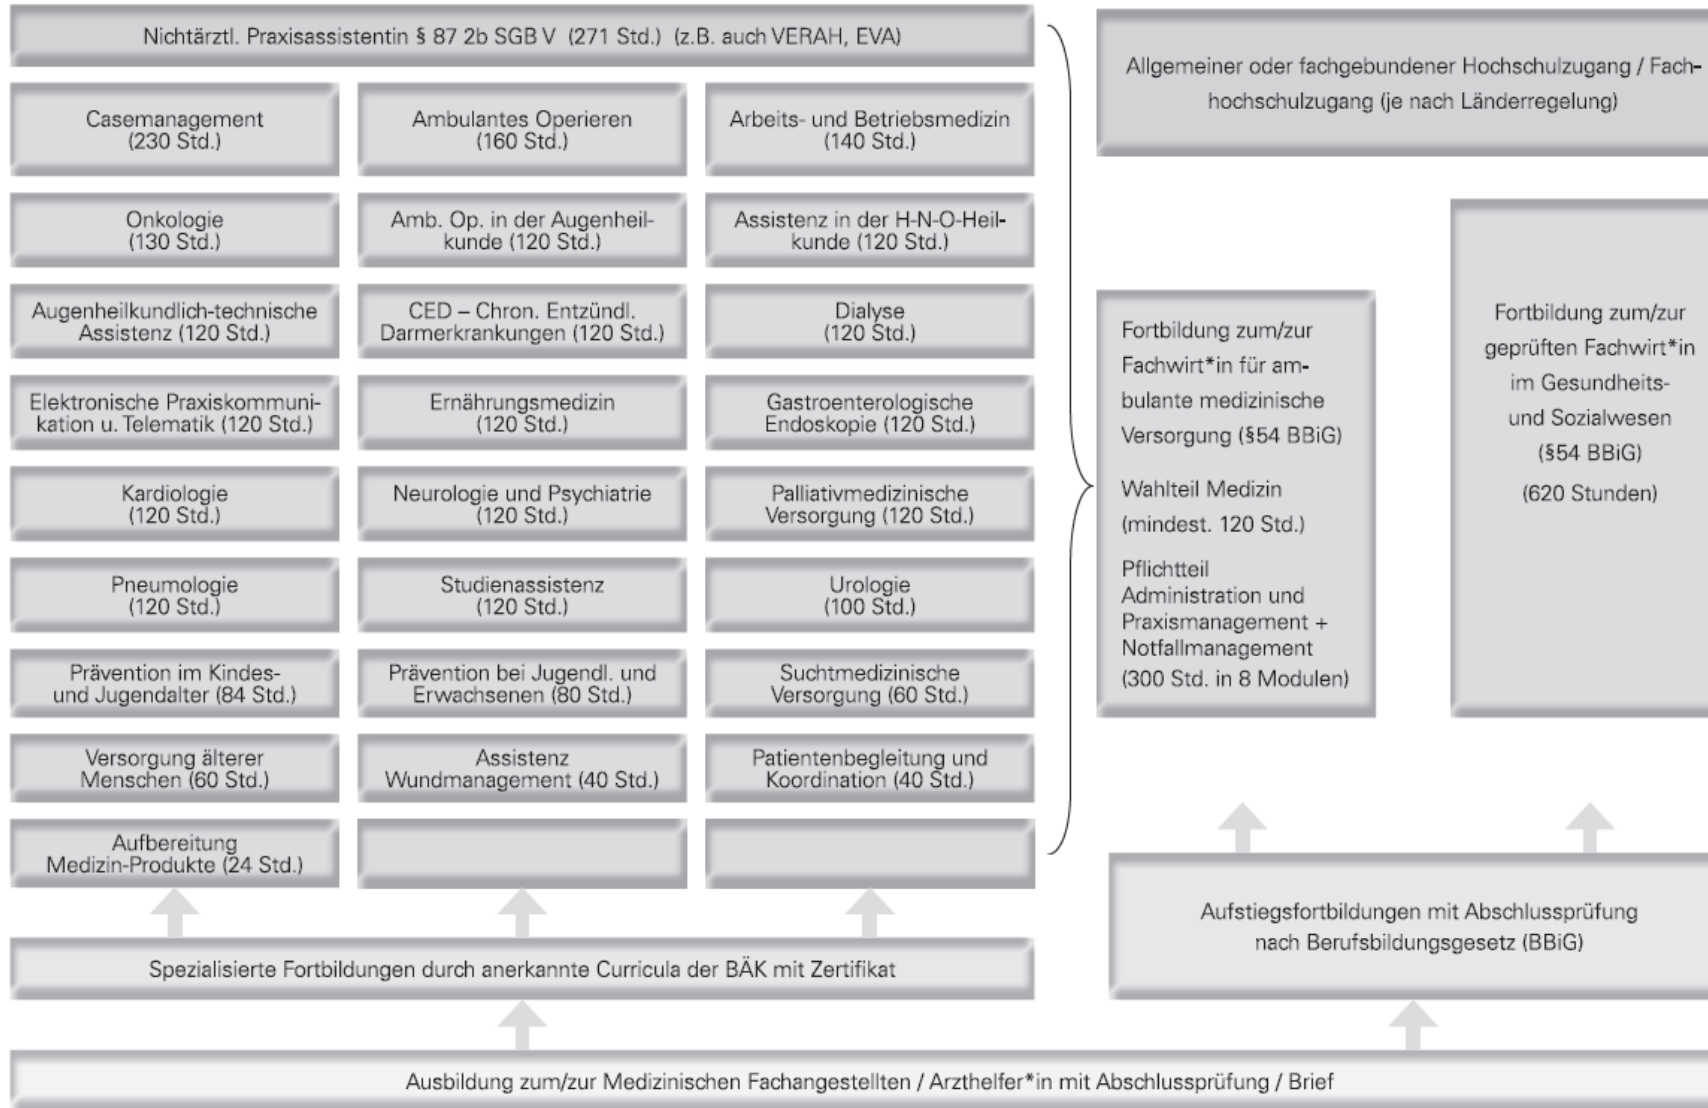 Nichtärztl. Praxisassistentin § 87 2b SGB V (271 Std.) (z.B. auch VERAH, EVA)
Casemanagement
(230 Std.)
Ambulantes Operieren
(160 Std.)
Arbeits- und Betriebsmedizin
(140 Std.)
Onkologie
(130 Std.)
Amb. Op. in der Augenheil-
kunde (120 Std.)
Assistenz in der H-N-O-Heil-
kunde (120 Std.)
Augenheilkundlich-technische
Assistenz (120 Std.)
CED – Chron. Entzündl.
Darmerkrankungen (120 Std.)
Dialyse
(120 Std.)
Elektronische Praxiskommuni-
kation u. Telematik (120 Std.)
Ernährungsmedizin
(120 Std.)
Gastroenterologische
Endoskopie (120 Std.)
Kardiologie
(120 Std.)
Neurologie und Psychiatrie
(120 Std.)
Palliativmedizinische
Versorgung (120 Std.)
Pneumologie
(120 Std.)
Studienassistenz
(120 Std.)
Urologie
(100 Std.)
Prävention im Kindes-
und Jugendalter (84 Std.)
Prävention bei Jugendl. und
Erwachsenen (80 Std.)
Suchtmedizinische
Versorgung (60 Std.)
Versorgung älterer
Menschen (60 Std.)
Assistenz
Wundmanagement (40 Std.)
Patientenbegleitung und
Koordination (40 Std.)
Aufbereitung
Medizin-Produkte (24 Std.)
Spezialisierte Fortbildungen durch anerkannte Curricula der BÄK mit Zertifikat
Allgemeiner oder fachgebundener Hochschulzugang / Fach-
hochschulzugang (je nach Länderregelung)
Fortbildung zum/zur
Fachwirt*in für am-
bulante medizinische
Versorgung (§54 BBiG)
Wahlteil Medizin
(mindest. 120 Std.)
Pflichtteil
Administration und
Praxismanagement +
Notfallmanagement
(300 Std. in 8 Modulen)
Fortbildung zum/zur
geprüften Fachwirt*in
im Gesundheits-
und Sozialwesen
(§54 BBiG)
(620 Stunden)
Aufstiegsfortbildungen mit Abschlussprüfung
nach Berufsbildungsgesetz (BBiG)
Ausbildung zum/zur Medizinischen Fachangestellten / Arzthelfer*in mit Abschlussprüfung / Brief